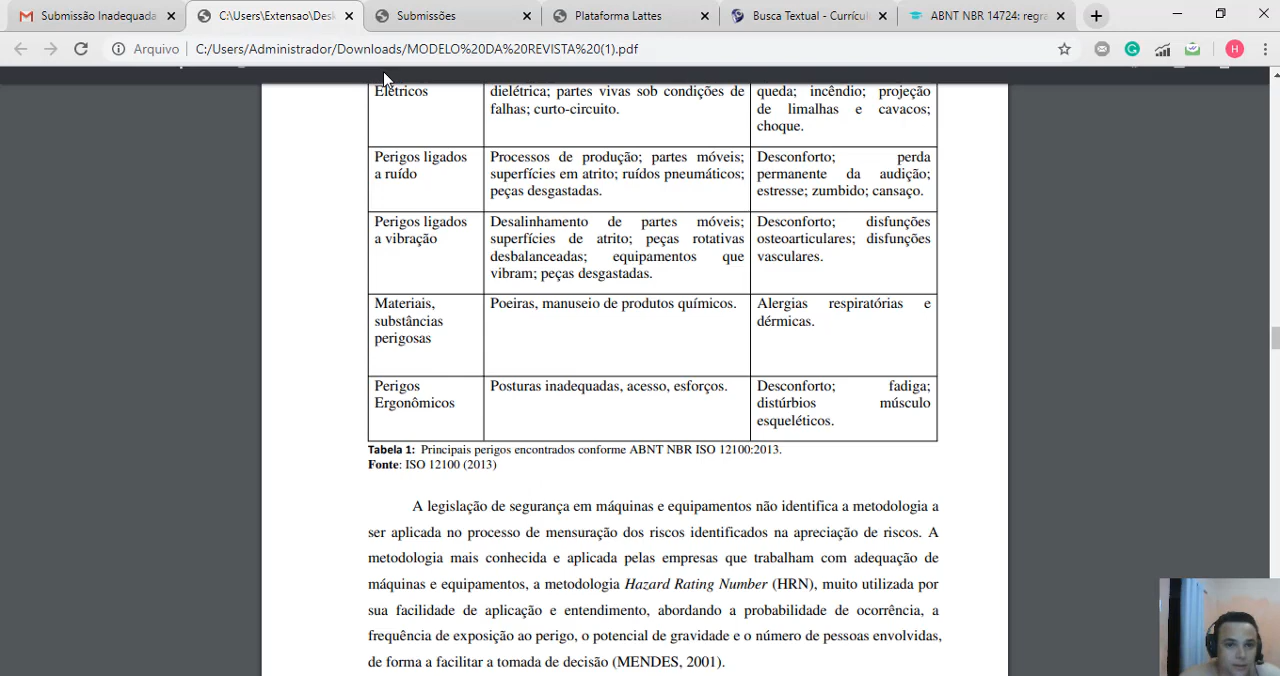 Submissão Inadequada
C:\Users\Extensao\Des
Submissões
Plataforma Lattes
Busca Textual - Currícu
ABNT NBR 14724: regra
Arquivo
C:/Users/Administrador/Downloads/MODELO%20DA%20REVISTA%20(1).pdf
H
Elétricos
dielétrica; partes vivas sob condições de
falhas; curto-circuito.
queda; incêndio; projeção
de limalhas e cavacos;
choque.
Perigos ligados
a ruído
Processos de produção; partes móveis;
superfícies em atrito; ruídos pneumáticos;
peças desgastadas.
Desconforto; perda
permanente da audição;
estresse; zumbido; cansaço.
Perigos ligados
a vibração
Desalinhamento de partes móveis;
superfícies de atrito; peças rotativas
desbalanceadas; equipamentos que
vibram; peças desgastadas.
Desconforto; disfunções
osteoarticulares; disfunções
vasculares.
Materiais,
substâncias
perigosas
Poeiras, manuseio de produtos químicos.
Alergias respiratórias e
dérmicas.
Perigos
Ergonômicos
Posturas inadequadas, acesso, esforços.
Desconforto; fadiga;
distúrbios músculo
esqueléticos.
Tabela 1: Principais perigos encontrados conforme ABNT NBR ISO 12100:2013.
Fonte: ISO 12100 (2013)
A legislação de segurança em máquinas e equipamentos não identifica a metodologia a
ser aplicada no processo de mensuração dos riscos identificados na apreciação de riscos. A
metodologia mais conhecida e aplicada pelas empresas que trabalham com adequação de
máquinas e equipamentos, a metodologia Hazard Rating Number (HRN), muito utilizada por
sua facilidade de aplicação e entendimento, abordando a probabilidade de ocorrência, a
frequência de exposição ao perigo, o potencial de gravidade e o número de pessoas envolvidas,
de forma a facilitar a tomada de decisão (MENDES, 2001).